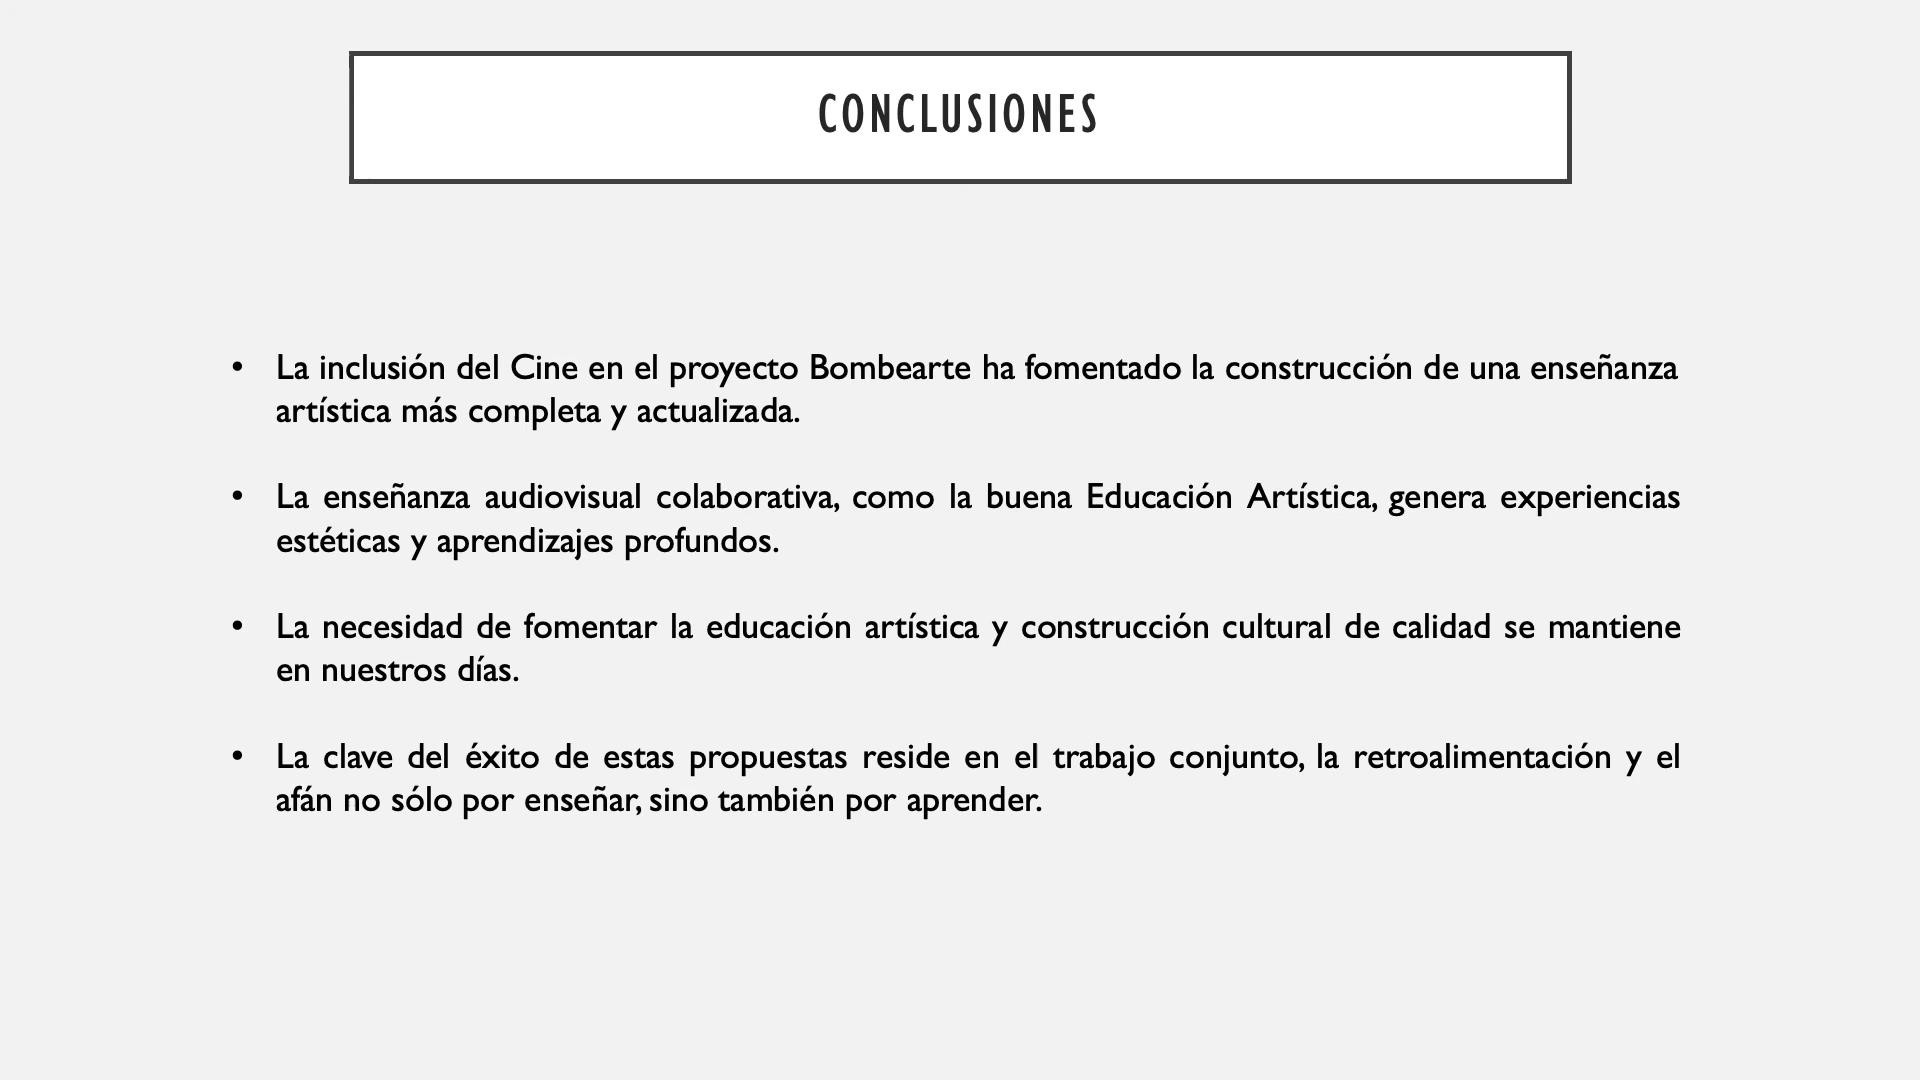 CONCLUSIONES
• La inclusión del Cine en el proyecto Bombearte ha fomentado la construcción de una enseñanza
artística más completa y actualizada.
• La enseñanza audiovisual colaborativa, como la buena Educación Artística, genera experiencias
estéticas y aprendizajes profundos.
• La necesidad de fomentar la educación artística y construcción cultural de calidad se mantiene
en nuestros días.
• La clave del éxito de estas propuestas reside en el trabajo conjunto, la retroalimentación y el
afán no sólo por enseñar, sino también por aprender.